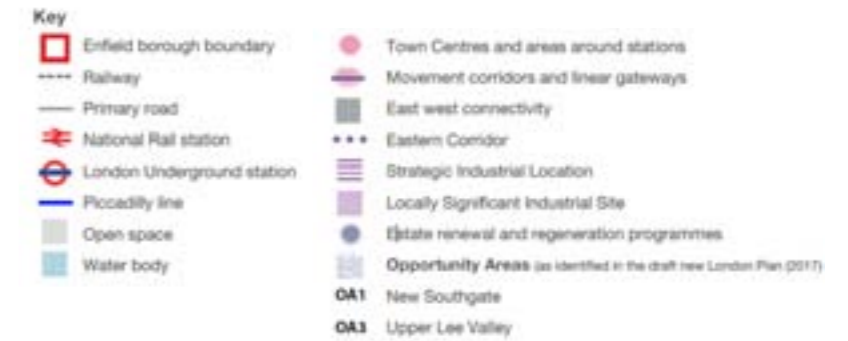 Key
Enfield borough boundary
Railway
Primary road
National Rail station
London Underground station
Piccadilly line
Open space
Water body
Town Centres and areas around stations
Movement corridors and linear gateways
East west connectivity
Eastern Corridor
Strategic Industrial Location
Locally Significant Industrial Site
Estate renewal and regeneration programmes
Opportunity Areas (as identified in the draft new London Plan (2017)
OA1 New Southgate
OA3 Upper Lee Valley